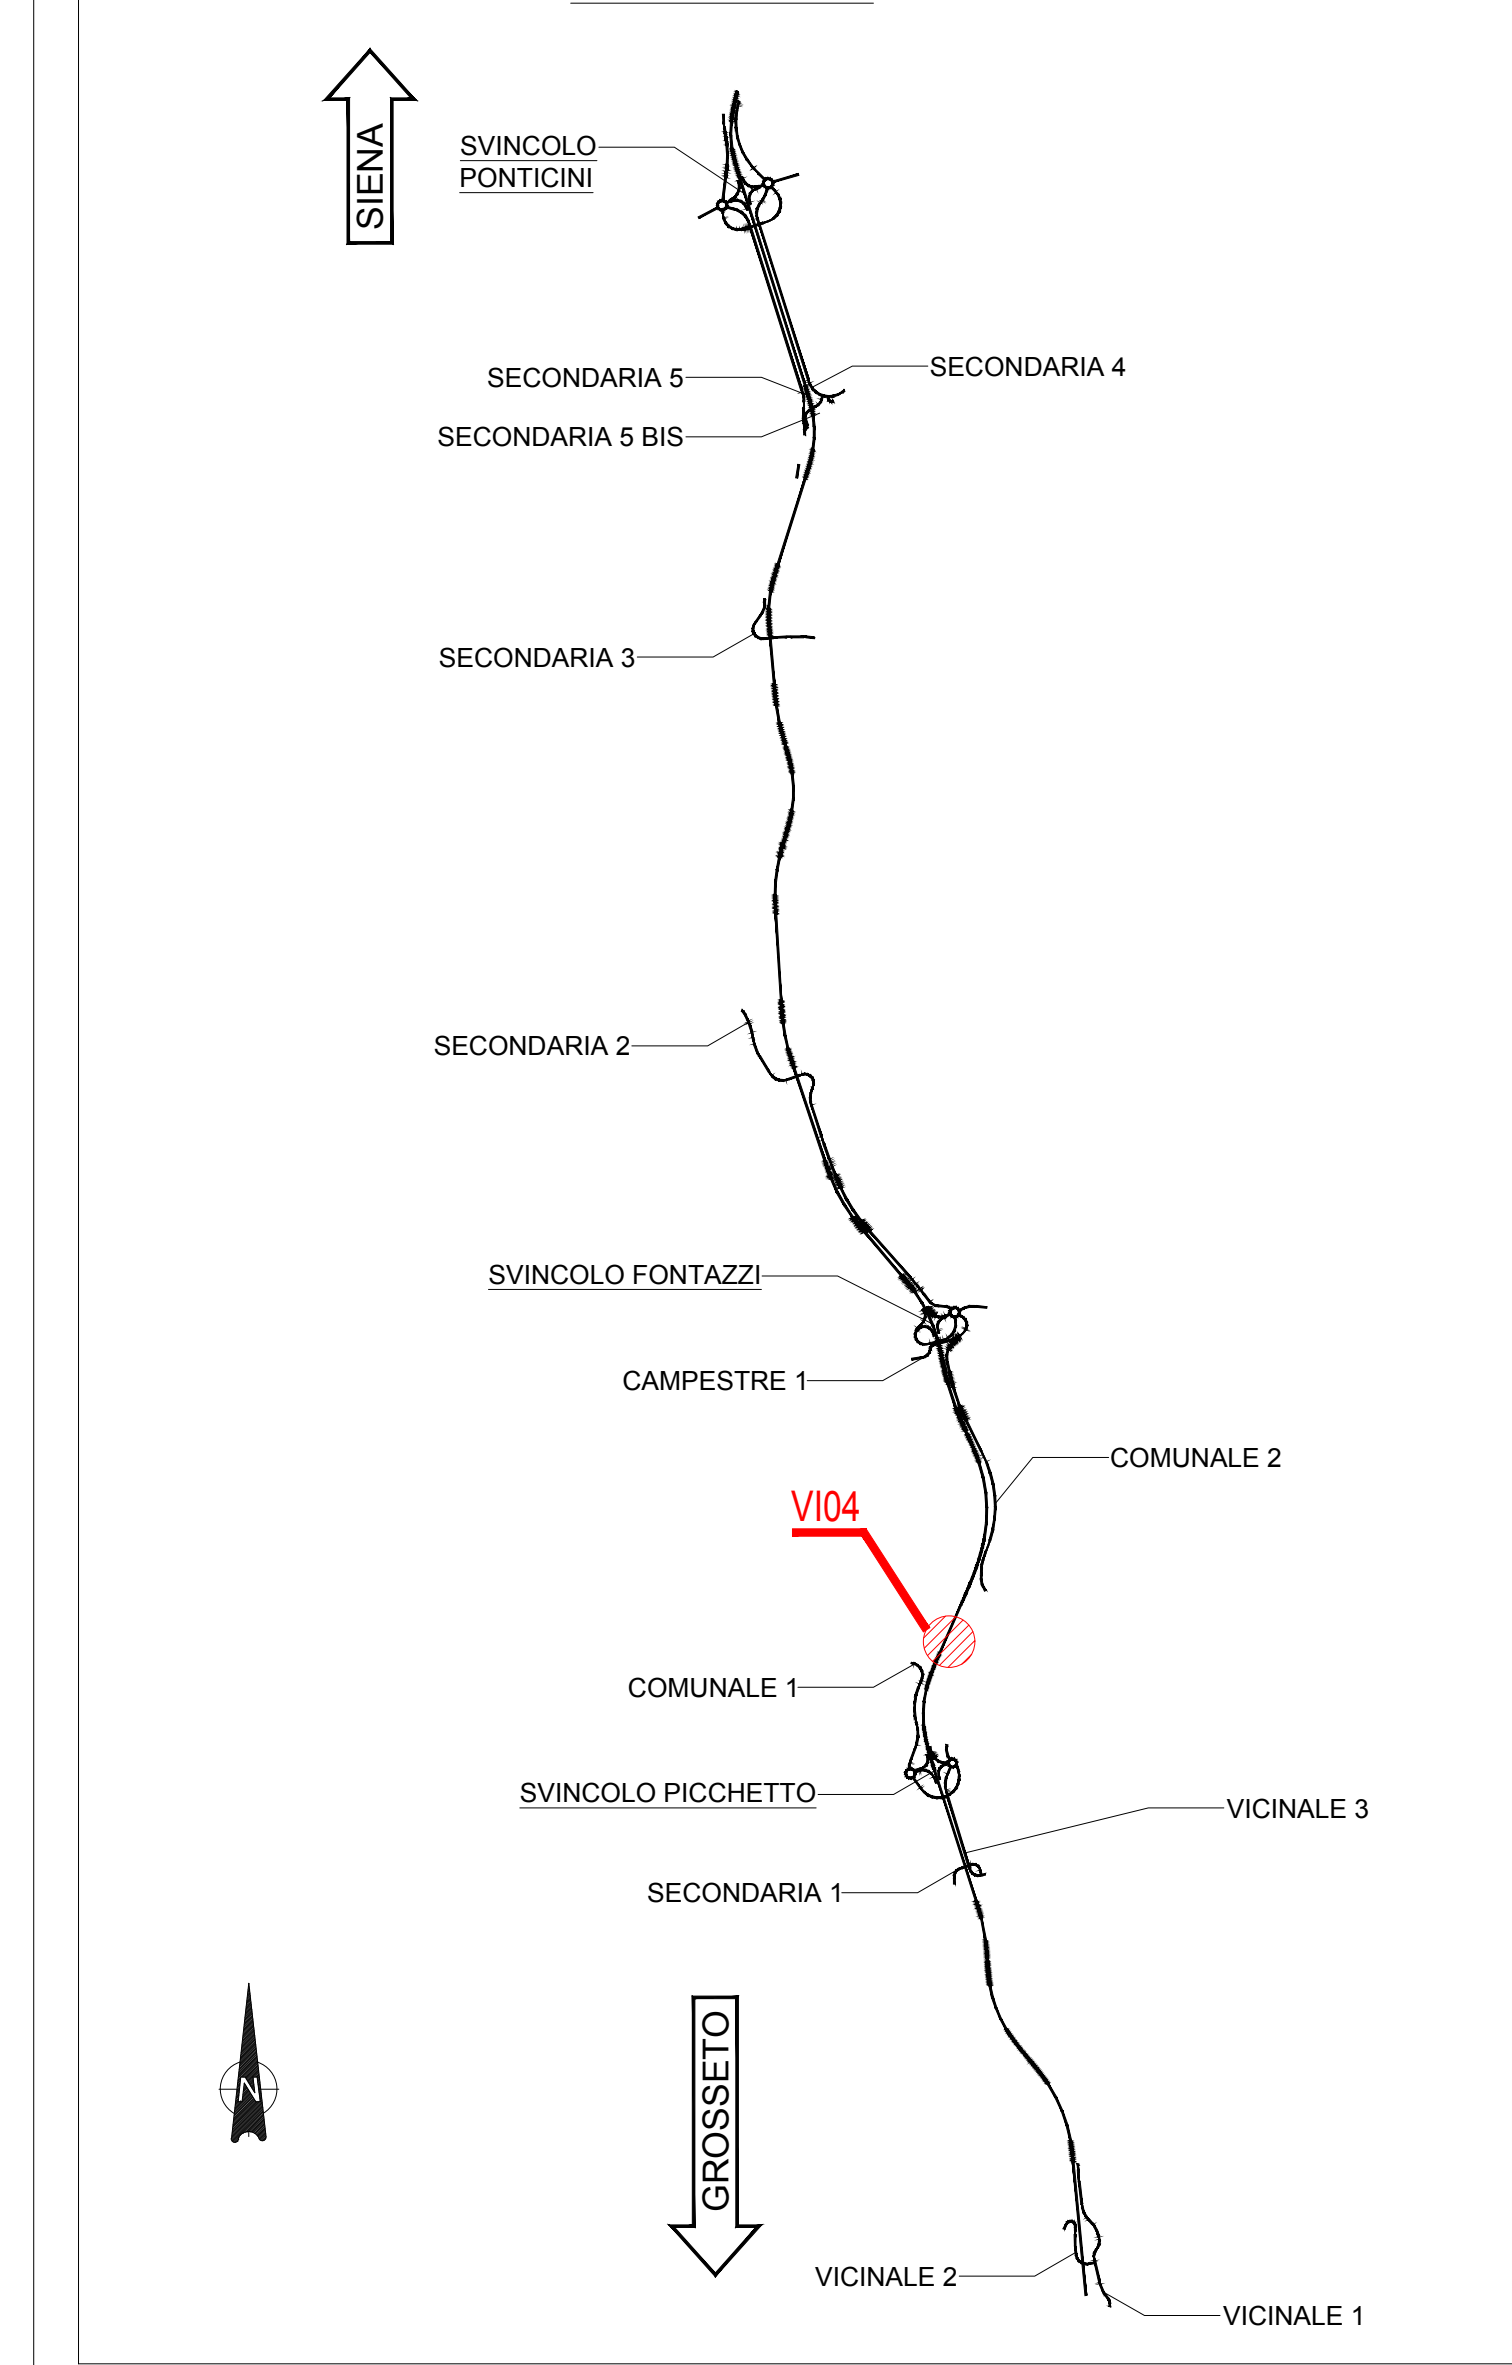 SIENA
SVINCOLO
PONTICINI
SECONDARIA 5
SECONDARIA 4
SECONDARIA 5 BIS
SECONDARIA 3
SECONDARIA 2
SVINCOLO FONTAZZI
CAMPESTRE 1
COMUNALE 2
VI04
COMUNALE 1
SVINCOLO PICCHETTO
VICINALE 3
SECONDARIA 1
N
GROSSETO
VICINALE 2
VICINALE 1